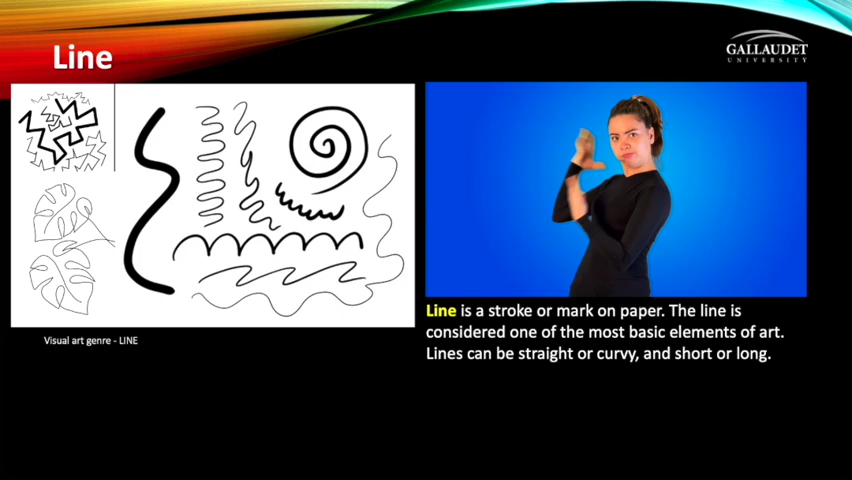 Line
GALLAUDET
UNIVERSITY
Visual art genre - LINE
Line is a stroke or mark on paper. The line is
considered one of the most basic elements of art.
Lines can be straight or curvy, and short or long.